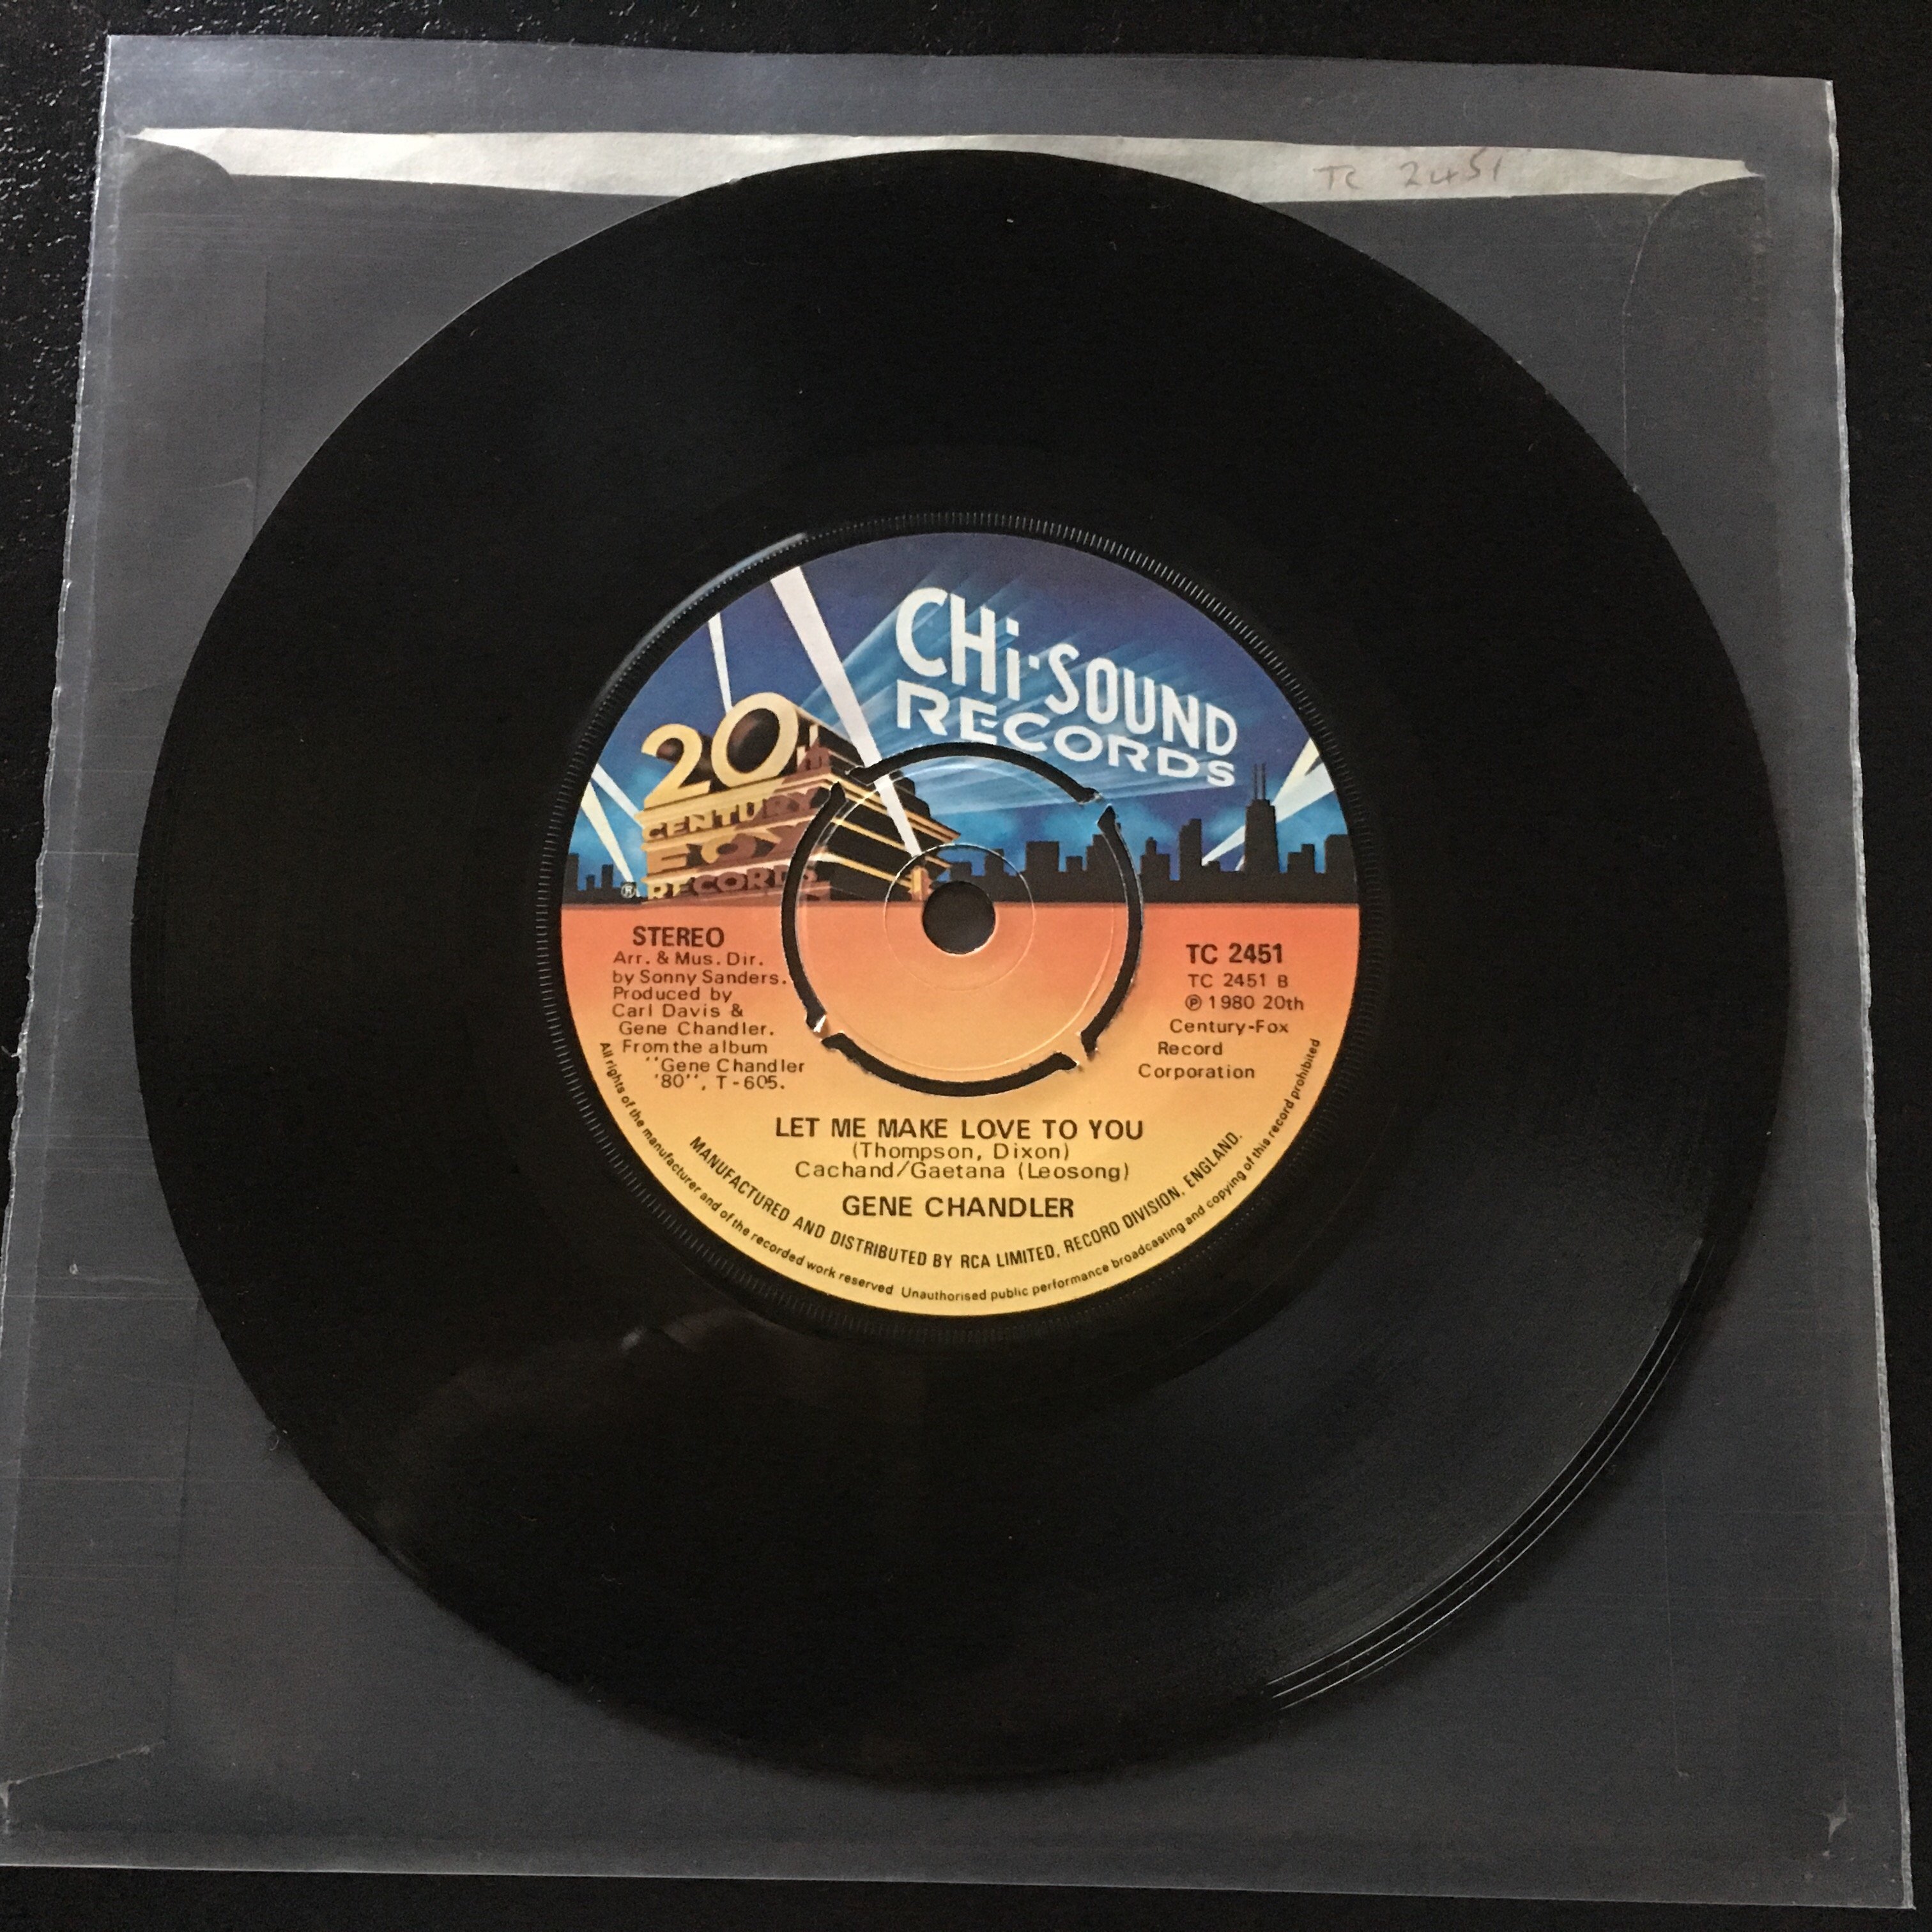 TC 2451
CHi-SOUND
RECORDS
20th
CENTURY
FOX
RECORDS
®
STEREO
Arr. & Mus. Dir.
by Sonny Sanders.
Produced by
Carl Davis &
Gene Chandler.
From the album
"Gene Chandler
'80", T-605.
TC 2451
TC 2451 B
℗ 1980 20th
Century-Fox
Record
Corporation
LET ME MAKE LOVE TO YOU
(Thompson, Dixon)
Cachand/Gaetana (Leosong)
GENE CHANDLER
MANUFACTURED AND DISTRIBUTED BY RCA LIMITED, RECORD DIVISION, ENGLAND.
All rights of the manufacturer and of the recorded work reserved Unauthorised public performance broadcasting and copying of this record prohibited